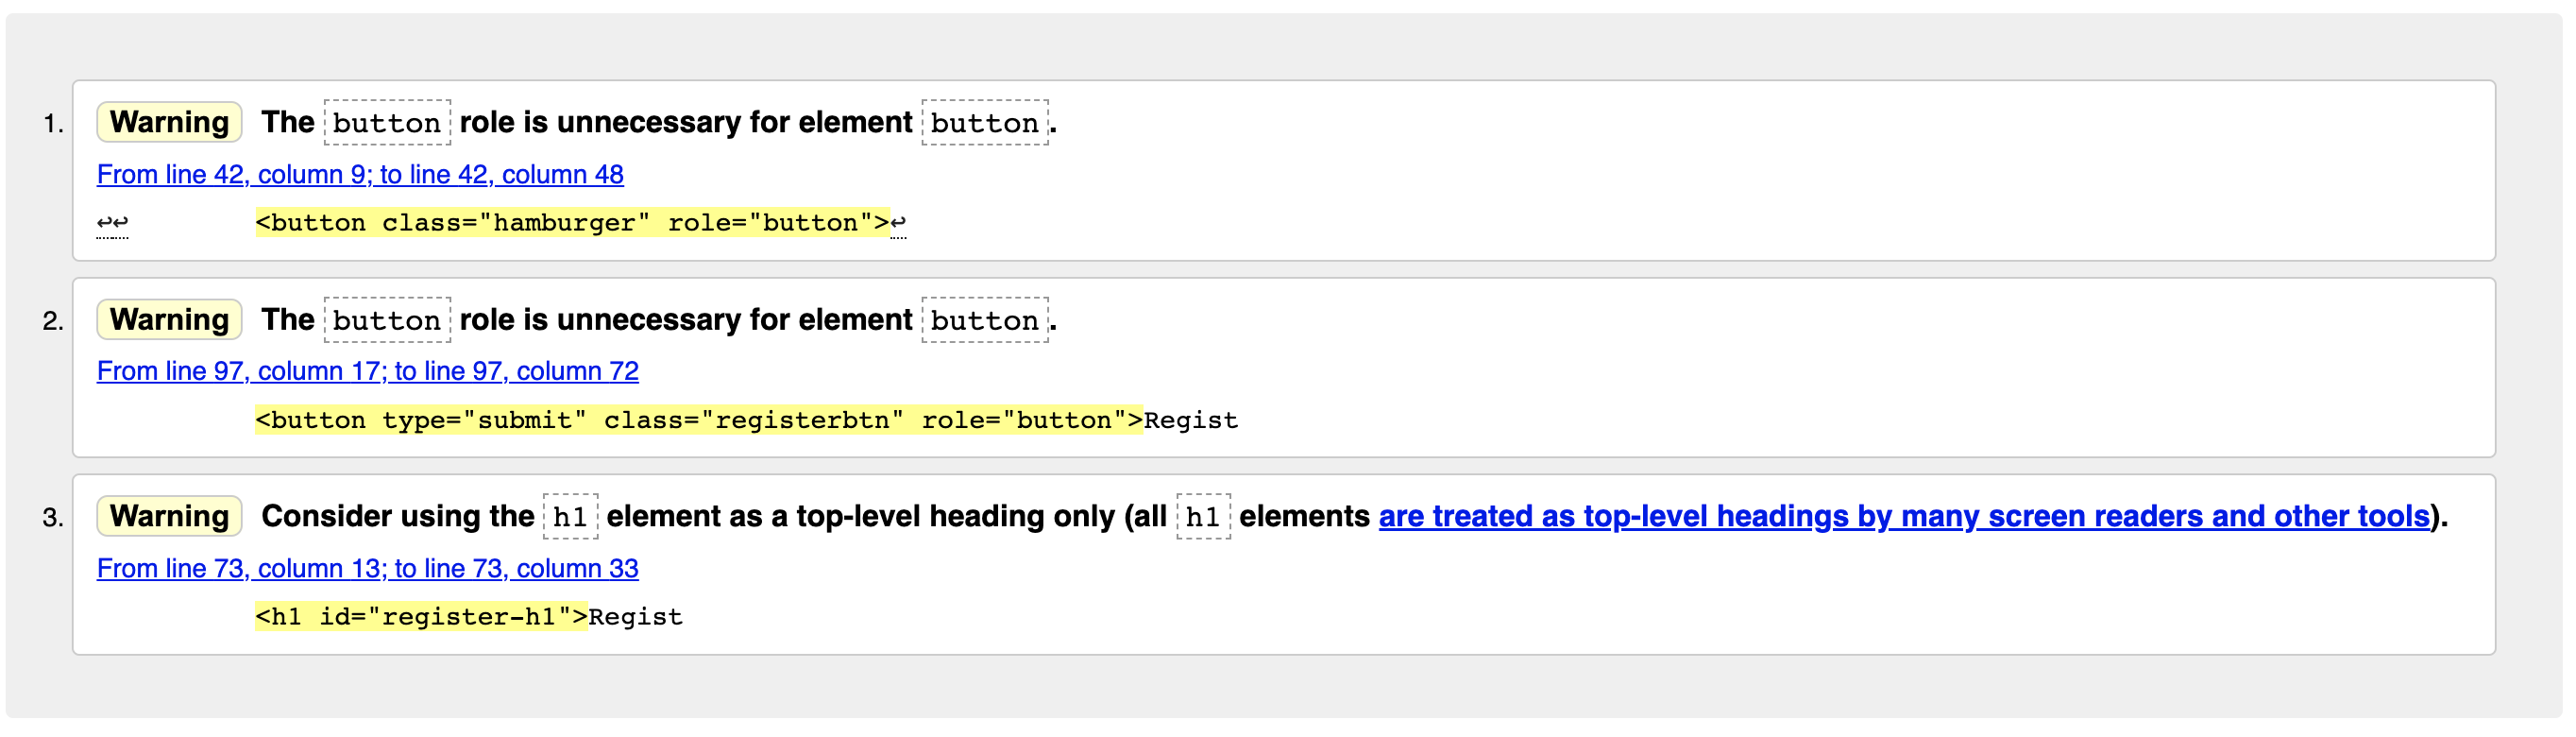 1. Warning The button role is unnecessary for element button.
From line 42, column 9; to line 42, column 48
↩↩ <button class="hamburger" role="button">↩
2. Warning The button role is unnecessary for element button.
From line 97, column 17; to line 97, column 72
<button type="submit" class="registerbtn" role="button">Regist
3. Warning Consider using the h1 element as a top-level heading only (all h1 elements are treated as top-level headings by many screen readers and other tools).
From line 73, column 13; to line 73, column 33
<h1 id="register-h1">Regist